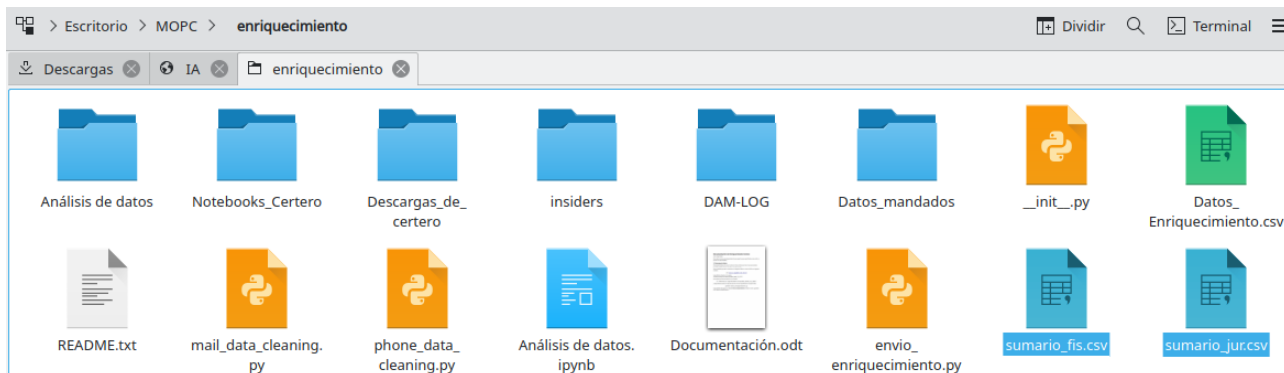 > Escritorio > MOPC > enriquecimiento Dividir Terminal
Descargas IA enriquecimiento
Análisis de datos Notebooks_Certero Descargas_de_ insiders DAM-LOG Datos_mandados __init__.py Datos_
certero Enriquecimiento.csv
README.txt mail_data_cleaning. phone_data_ Análisis de datos. Documentación.odt envio_ sumario_fis.csv sumario_jur.csv
py cleaning.py ipynb enriquecimiento.py